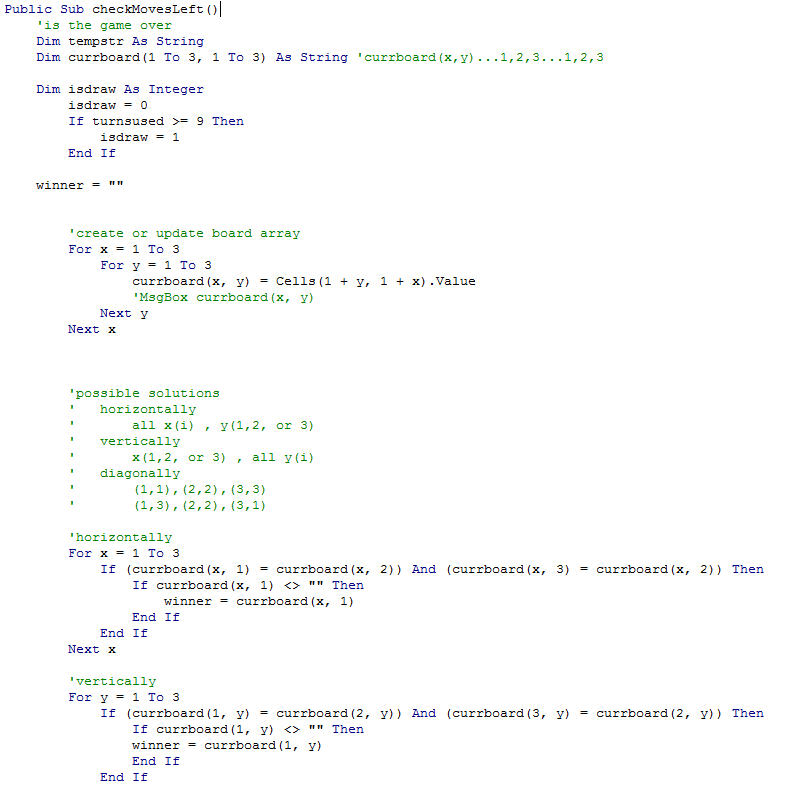 Public Sub checkMovesLeft()
'is the game over
Dim tempstr As String
Dim currboard(1 To 3, 1 To 3) As String 'currboard(x,y)...1,2,3...1,2,3
Dim isdraw As Integer
isdraw = 0
If turnsused >= 9 Then
isdraw = 1
End If
winner = ""
'create or update board array
For x = 1 To 3
For y = 1 To 3
currboard(x, y) = Cells(1 + y, 1 + x).Value
'MsgBox currboard(x, y)
Next y
Next x
'possible solutions
' horizontally
' all x(i) , y(1,2, or 3)
' vertically
' x(1,2, or 3) , all y(i)
' diagonally
' (1,1),(2,2),(3,3)
' (1,3),(2,2),(3,1)
'horizontally
For x = 1 To 3
If (currboard(x, 1) = currboard(x, 2)) And (currboard(x, 3) = currboard(x, 2)) Then
If currboard(x, 1) <> "" Then
winner = currboard(x, 1)
End If
End If
Next x
'vertically
For y = 1 To 3
If (currboard(1, y) = currboard(2, y)) And (currboard(3, y) = currboard(2, y)) Then
If currboard(1, y) <> "" Then
winner = currboard(1, y)
End If
End If